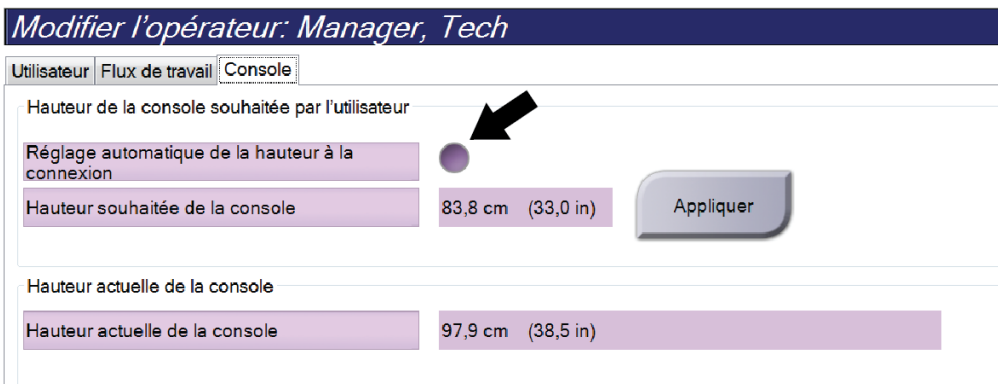 Modifier l'opérateur: Manager, Tech
Utilisateur Flux de travail Console
Hauteur de la console souhaitée par l'utilisateur
Réglage automatique de la hauteur à la
connexion
Hauteur souhaitée de la console 83,8 cm (33,0 in) Appliquer
Hauteur actuelle de la console
Hauteur actuelle de la console 97,9 cm (38,5 in)